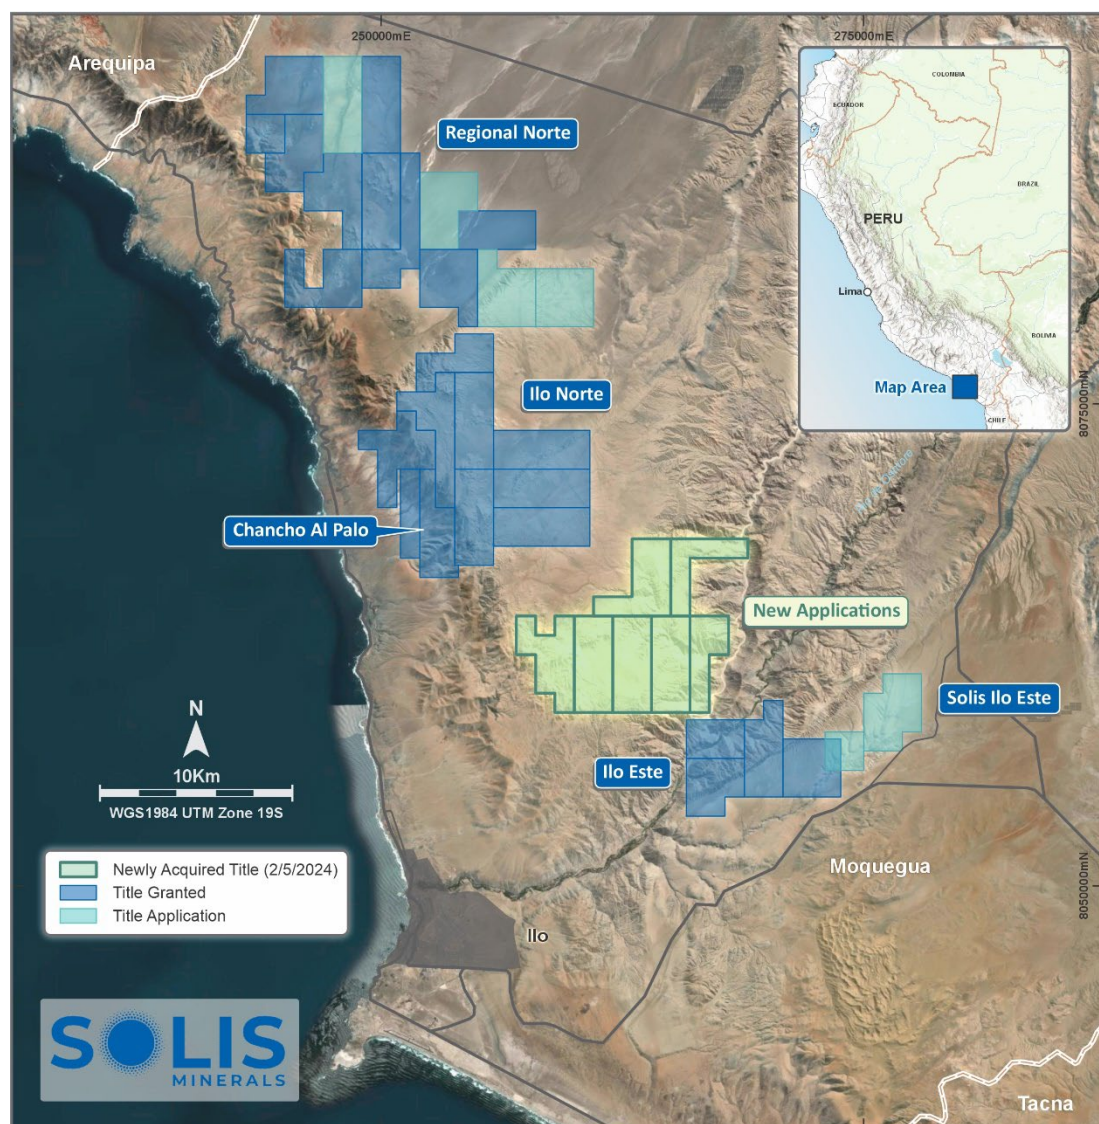 250000mE
275000mE
Arequipa
Regional Norte
COLOMBIA
ECUADOR
BRAZIL
PERU
Lima
BOLIVIA
Map Area
CHILE
8075000mN
Ilo Norte
Chancho Al Palo
New Applications
Solis Ilo Este
Ilo Este
N
10Km
WGS1984 UTM Zone 19S
Newly Acquired Title (2/5/2024)
Title Granted
Title Application
Moquegua
8050000mN
Ilo
SOLIS
MINERALS
Tacna